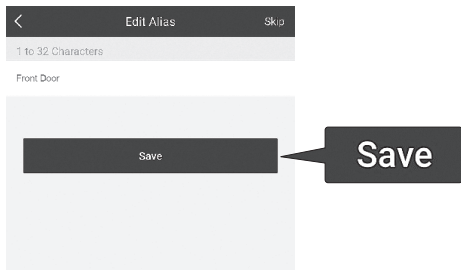 Edit Alias
Skip
1 to 32 Characters
Front Door
Save
Save